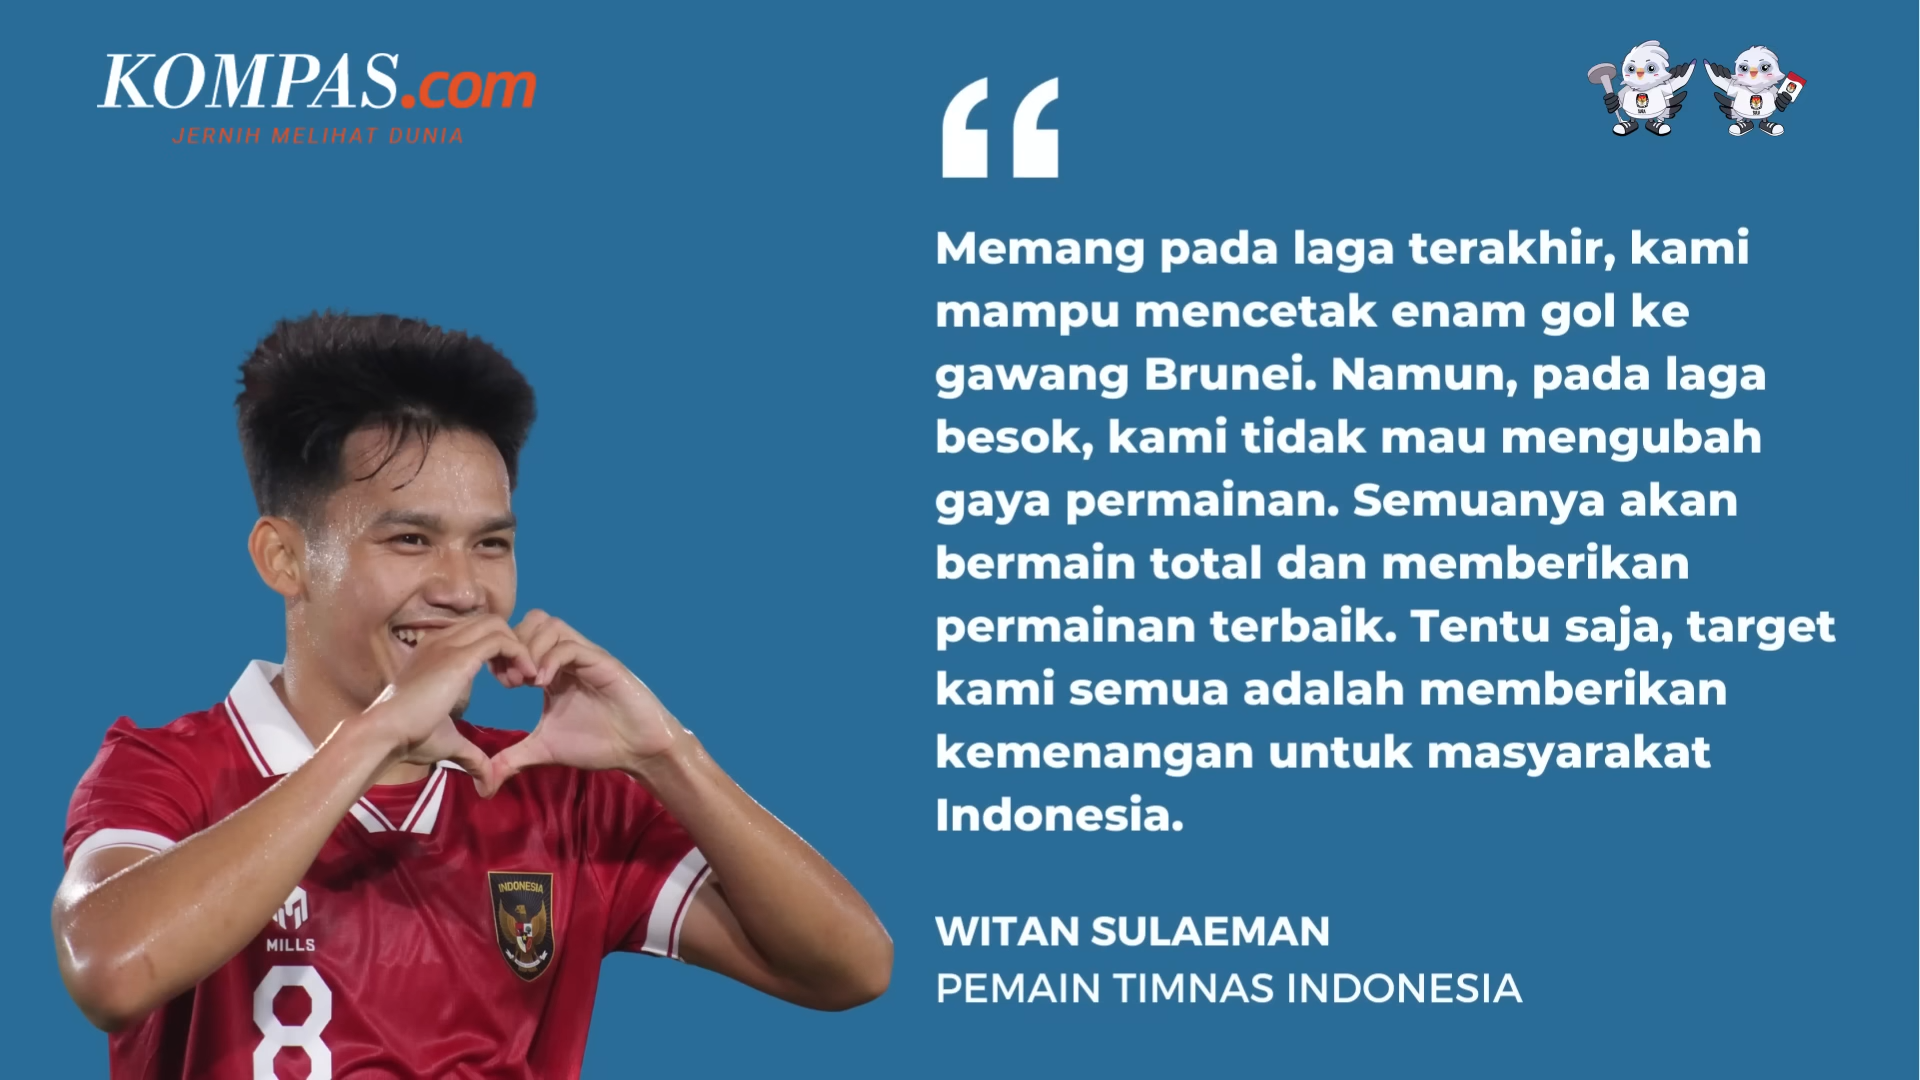 KOMPAS.com
JERNIH MELIHAT DUNIA
Memang pada laga terakhir, kami
mampu mencetak enam gol ke
gawang Brunei. Namun, pada laga
besok, kami tidak mau mengubah
gaya permainan. Semuanya akan
bermain total dan memberikan
permainan terbaik. Tentu saja, target
kami semua adalah memberikan
kemenangan untuk masyarakat
Indonesia.
WITAN SULAEMAN
PEMAIN TIMNAS INDONESIA
INDONESIA
MILLS
8